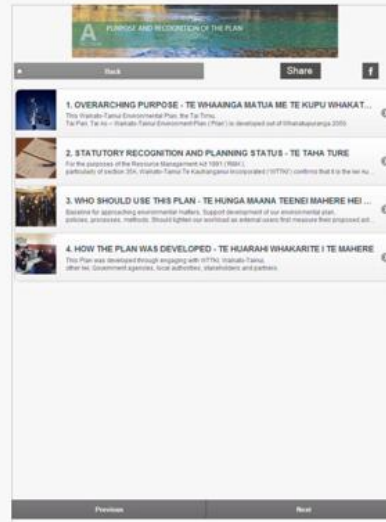 A
PURPOSE AND RECOGNITION OF THE PLAN
Back
Share
f
1. OVERARCHING PURPOSE - TE WHAAINGA MATUA ME TE KUPU WHAKAT...
This Waikato-Tainui Environmental Plan, the Tai Timu,
Tai Pari, Tai Ao – Waikato-Tainui Environment Plan ('Plan') is developed out of Whakatupuranga 2050.
2. STATUTORY RECOGNITION AND PLANNING STATUS - TE TAHA TURE
For the purposes of the Resource Management Act 1991 ('RMA'),
particularly of section 35A, Waikato-Tainui Te Kauhanganui Incorporated ('WTTKI') confirms that it is the iwi au...
3. WHO SHOULD USE THIS PLAN - TE HUNGA MAANA TEENEI MAHERE HEI ...
Baseline for approaching environmental matters. Support development of our environmental plan,
policies, processes, methods. Should lighten our workload as external users first measure their proposed act...
4. HOW THE PLAN WAS DEVELOPED - TE HUARAHI WHAKARITE I TE MAHERE
This Plan was developed through engaging with WTTKI, Waikato-Tainui,
other iwi, Government agencies, local authorities, stakeholders and partners.
Previous
Next